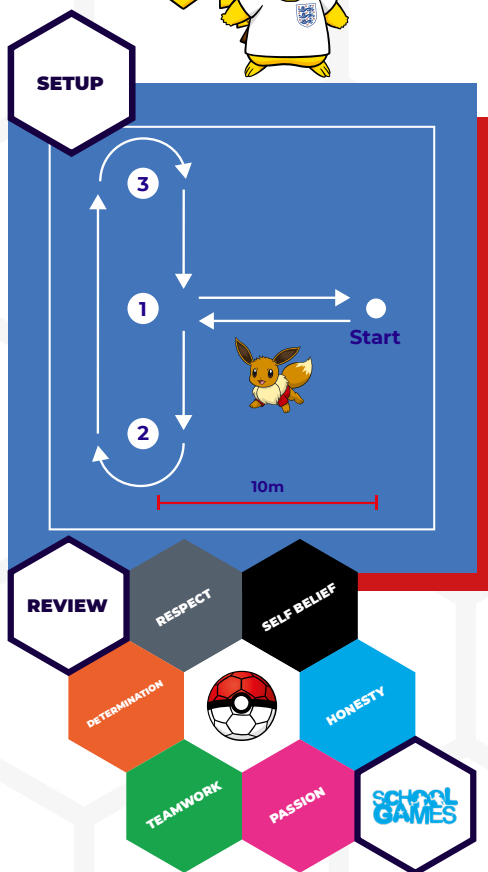 SETUP
3
1
Start
2
10m
REVIEW
RESPECT
SELF BELIEF
DETERMINATION
HONESTY
TEAMWORK
PASSION
SCHOOL
GAMES